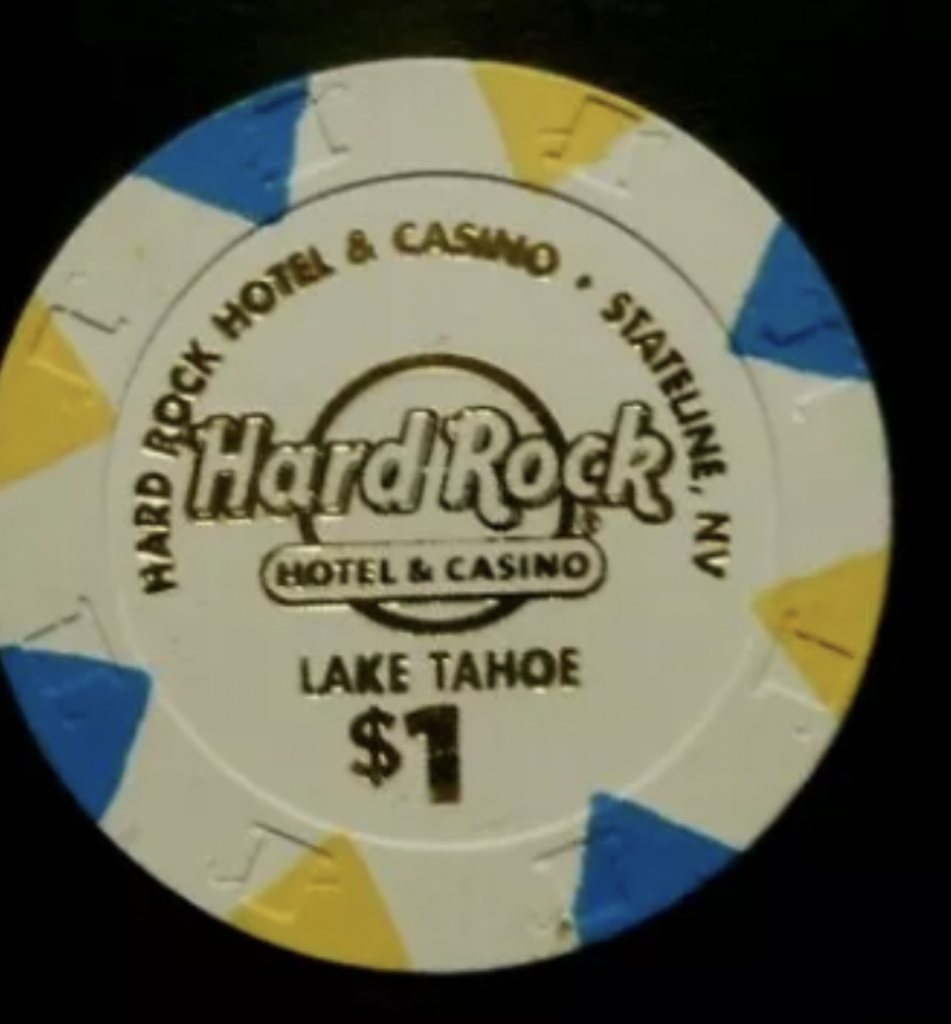 HARD ROCK HOTEL & CASINO • STATELINE, NV
Hard Rock
HOTEL & CASINO
LAKE TAHOE
$1